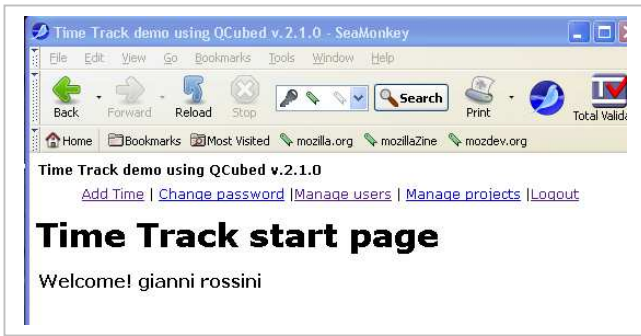 Time Track demo using QCubed v.2.1.0 - SeaMonkey
File Edit View Go Bookmarks Tools Window Help
Back Forward Reload Stop Search Print Total Valida
Home Bookmarks Most Visited mozilla.org mozillaZine mozdev.org
Time Track demo using QCubed v.2.1.0
Add Time | Change password |Manage users | Manage projects |Logout
Time Track start page
Welcome! gianni rossini